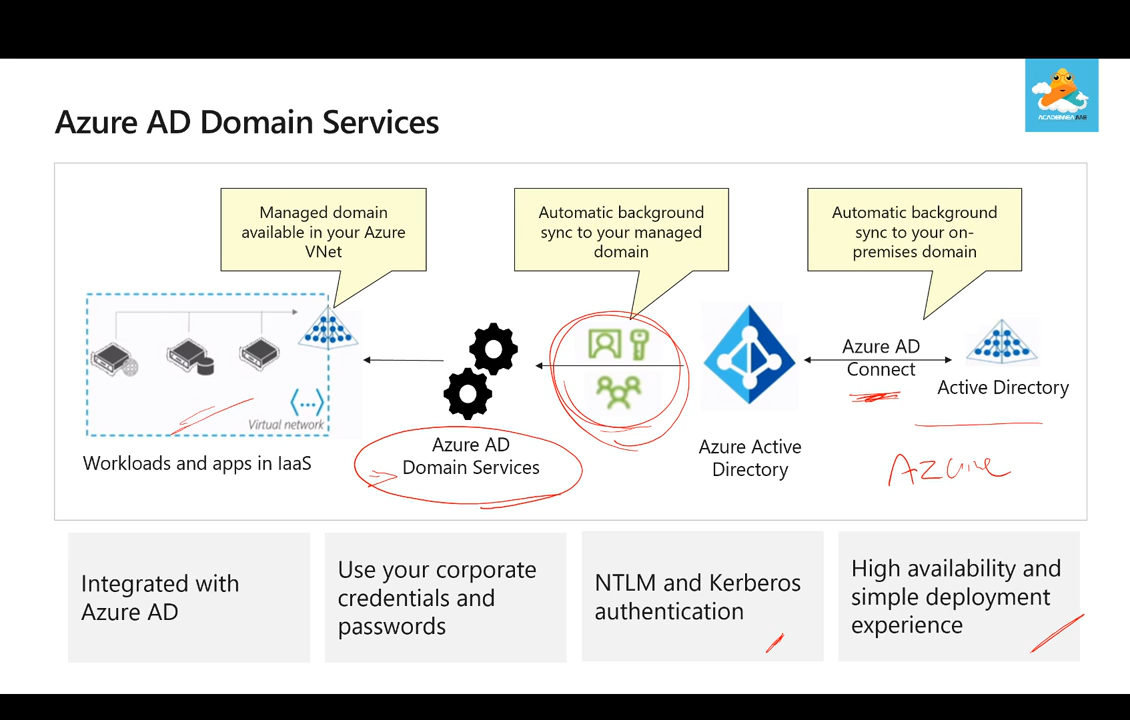 ACADEMEAZURE
Azure AD Domain Services
Managed domain
available in your Azure
VNet
Automatic background
sync to your managed
domain
Automatic background
sync to your on-
premises domain
Azure AD
Connect
Active Directory
Virtual network
Workloads and apps in IaaS
Azure AD
Domain Services
Azure Active
Directory
Azure
Integrated with
Azure AD
Use your corporate
credentials and
passwords
NTLM and Kerberos
authentication
High availability and
simple deployment
experience